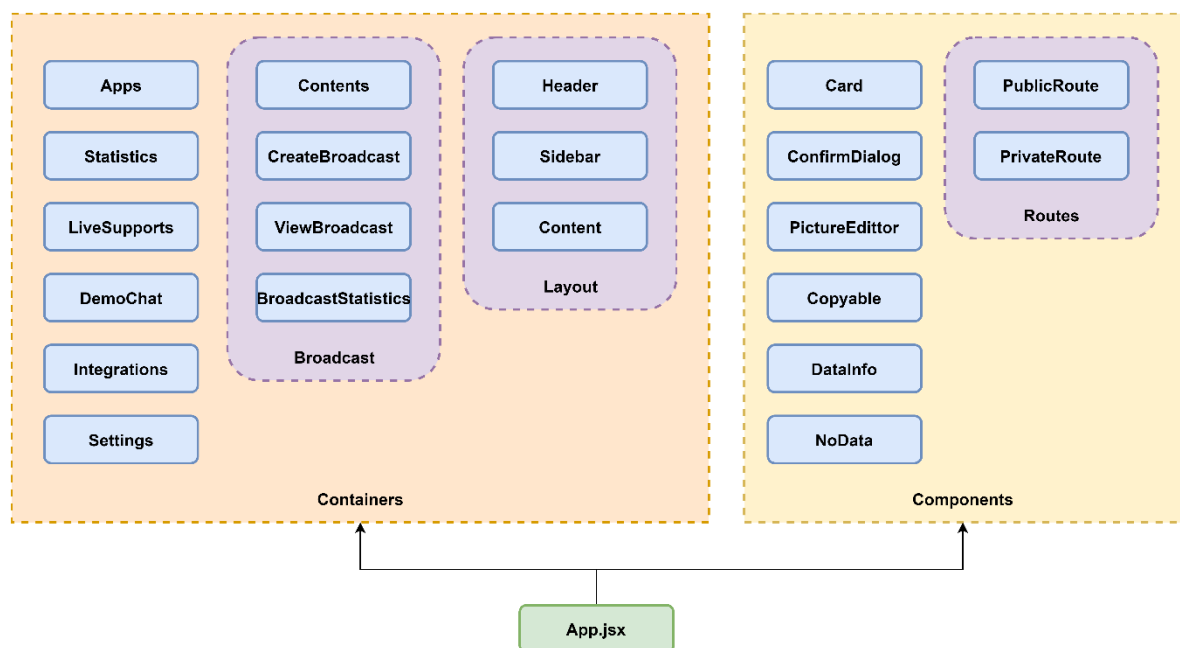 Apps
Statistics
LiveSupports
DemoChat
Integrations
Settings
Contents
CreateBroadcast
ViewBroadcast
BroadcastStatistics
Broadcast
Header
Sidebar
Content
Layout
Containers
Card
ConfirmDialog
PictureEdittor
Copyable
DataInfo
NoData
PublicRoute
PrivateRoute
Routes
Components
App.jsx